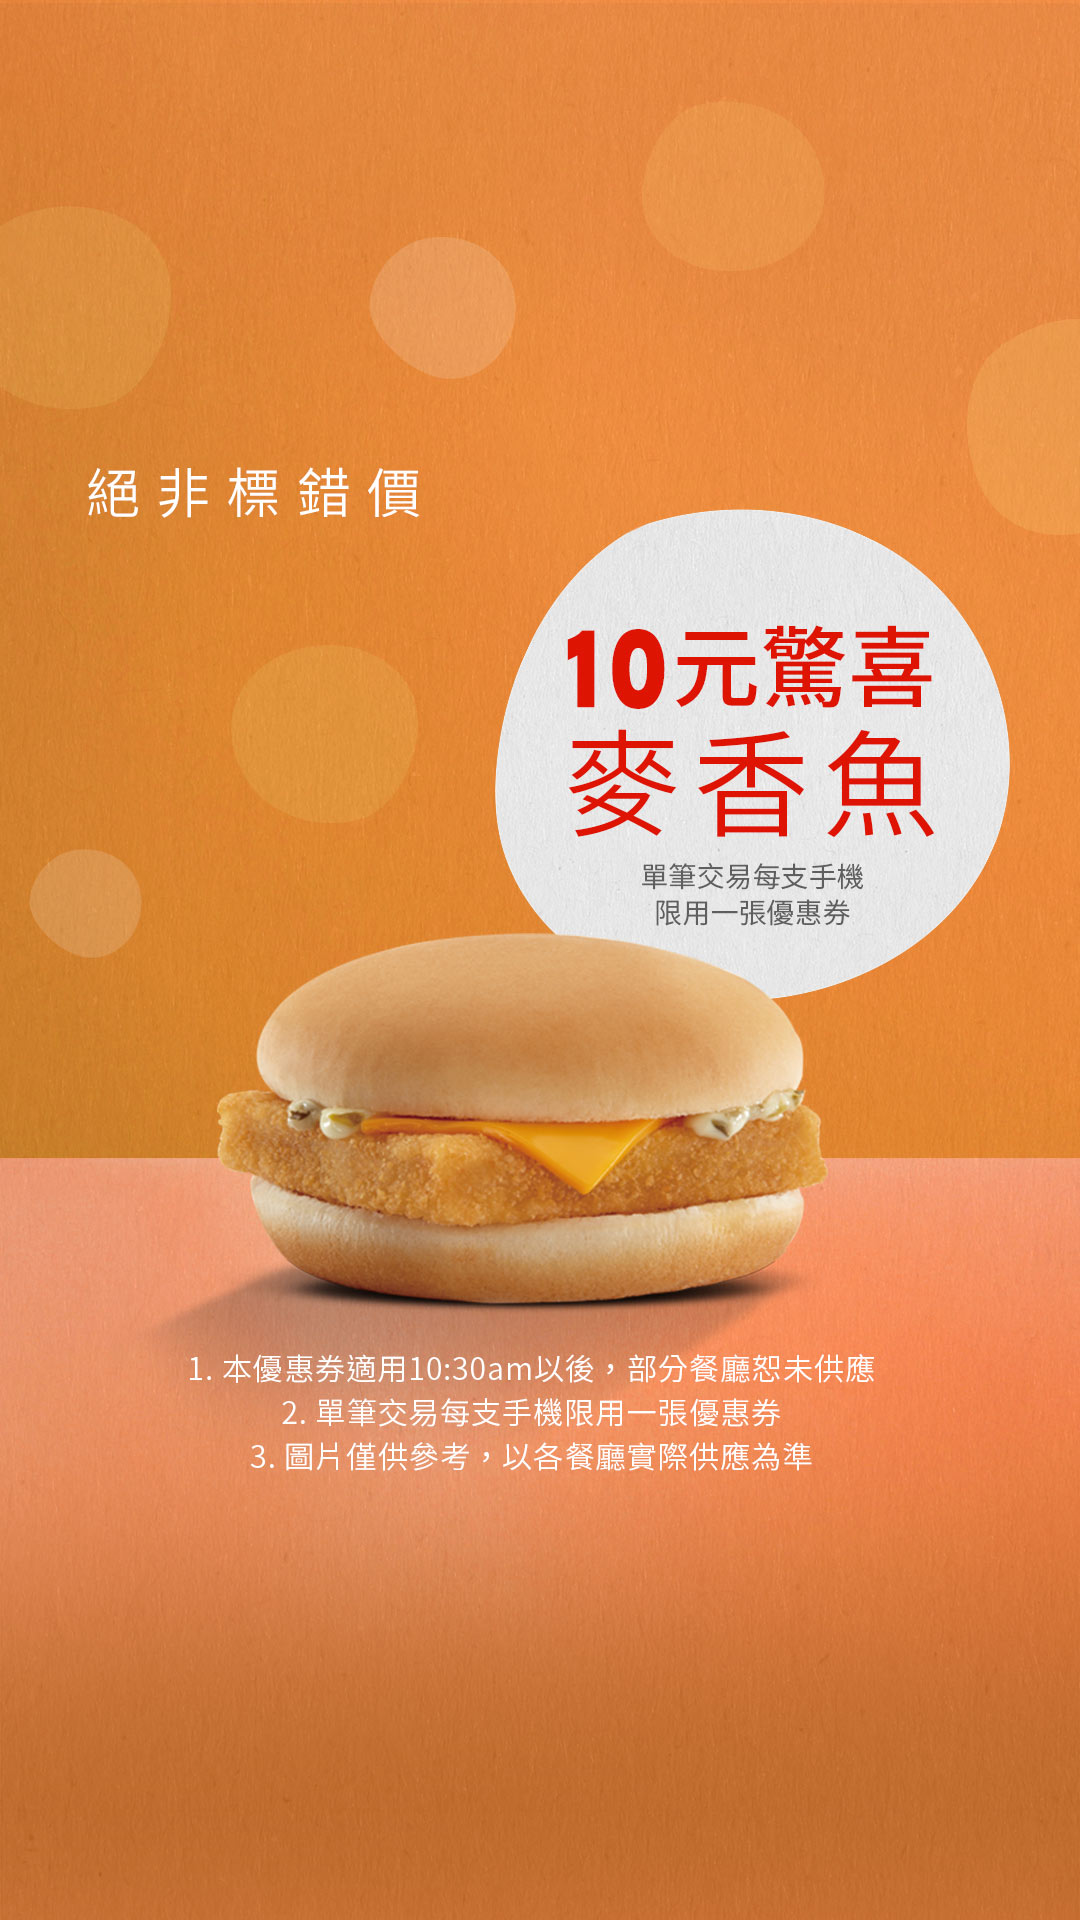 絕非標錯價
10元驚喜
麥香魚
單筆交易每支手機
限用一張優惠券
1. 本優惠券適用10:30am以後，部分餐廳恕未供應
2. 單筆交易每支手機限用一張優惠券
3. 圖片僅供參考，以各餐廳實際供應為準